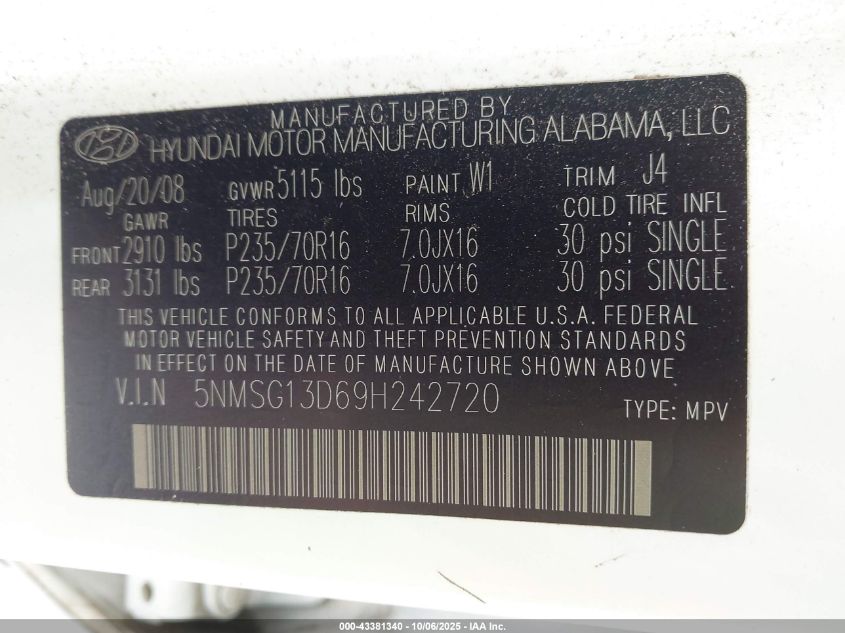 MANUFACTURED BY
HYUNDAI MOTOR MANUFACTURING ALABAMA, LLC
Aug/20/08 GVWR 5115 lbs PAINT W1 TRIM J4
GAWR TIRES RIMS COLD TIRE INFL
FRONT 2910 lbs P235/70R16 7.0JX16 30 psi SINGLE
REAR 3131 lbs P235/70R16 7.0JX16 30 psi SINGLE
THIS VEHICLE CONFORMS TO ALL APPLICABLE U.S.A. FEDERAL
MOTOR VEHICLE SAFETY AND THEFT PREVENTION STANDARDS
IN EFFECT ON THE DATE OF MANUFACTURE SHOWN ABOVE
V.I.N 5NMSG13D69H242720 TYPE: MPV
000-43381340 - 10/06/2025 - IAA Inc.